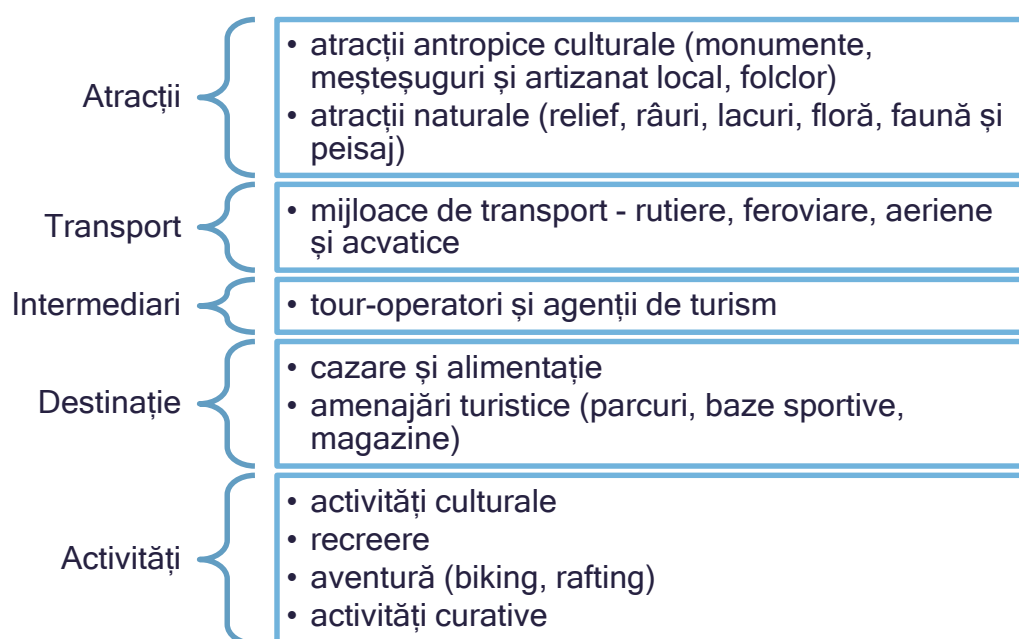 Atracții
• atracții antropice culturale (monumente,
meșteșuguri și artizanat local, folclor)
• atracții naturale (relief, râuri, lacuri, floră, faună și
peisaj)
Transport
• mijloace de transport - rutiere, feroviare, aeriene
și acvatice
Intermediari
• tour-operatori și agenții de turism
Destinație
• cazare și alimentație
• amenajări turistice (parcuri, baze sportive,
magazine)
Activități
• activități culturale
• recreere
• aventură (biking, rafting)
• activități curative